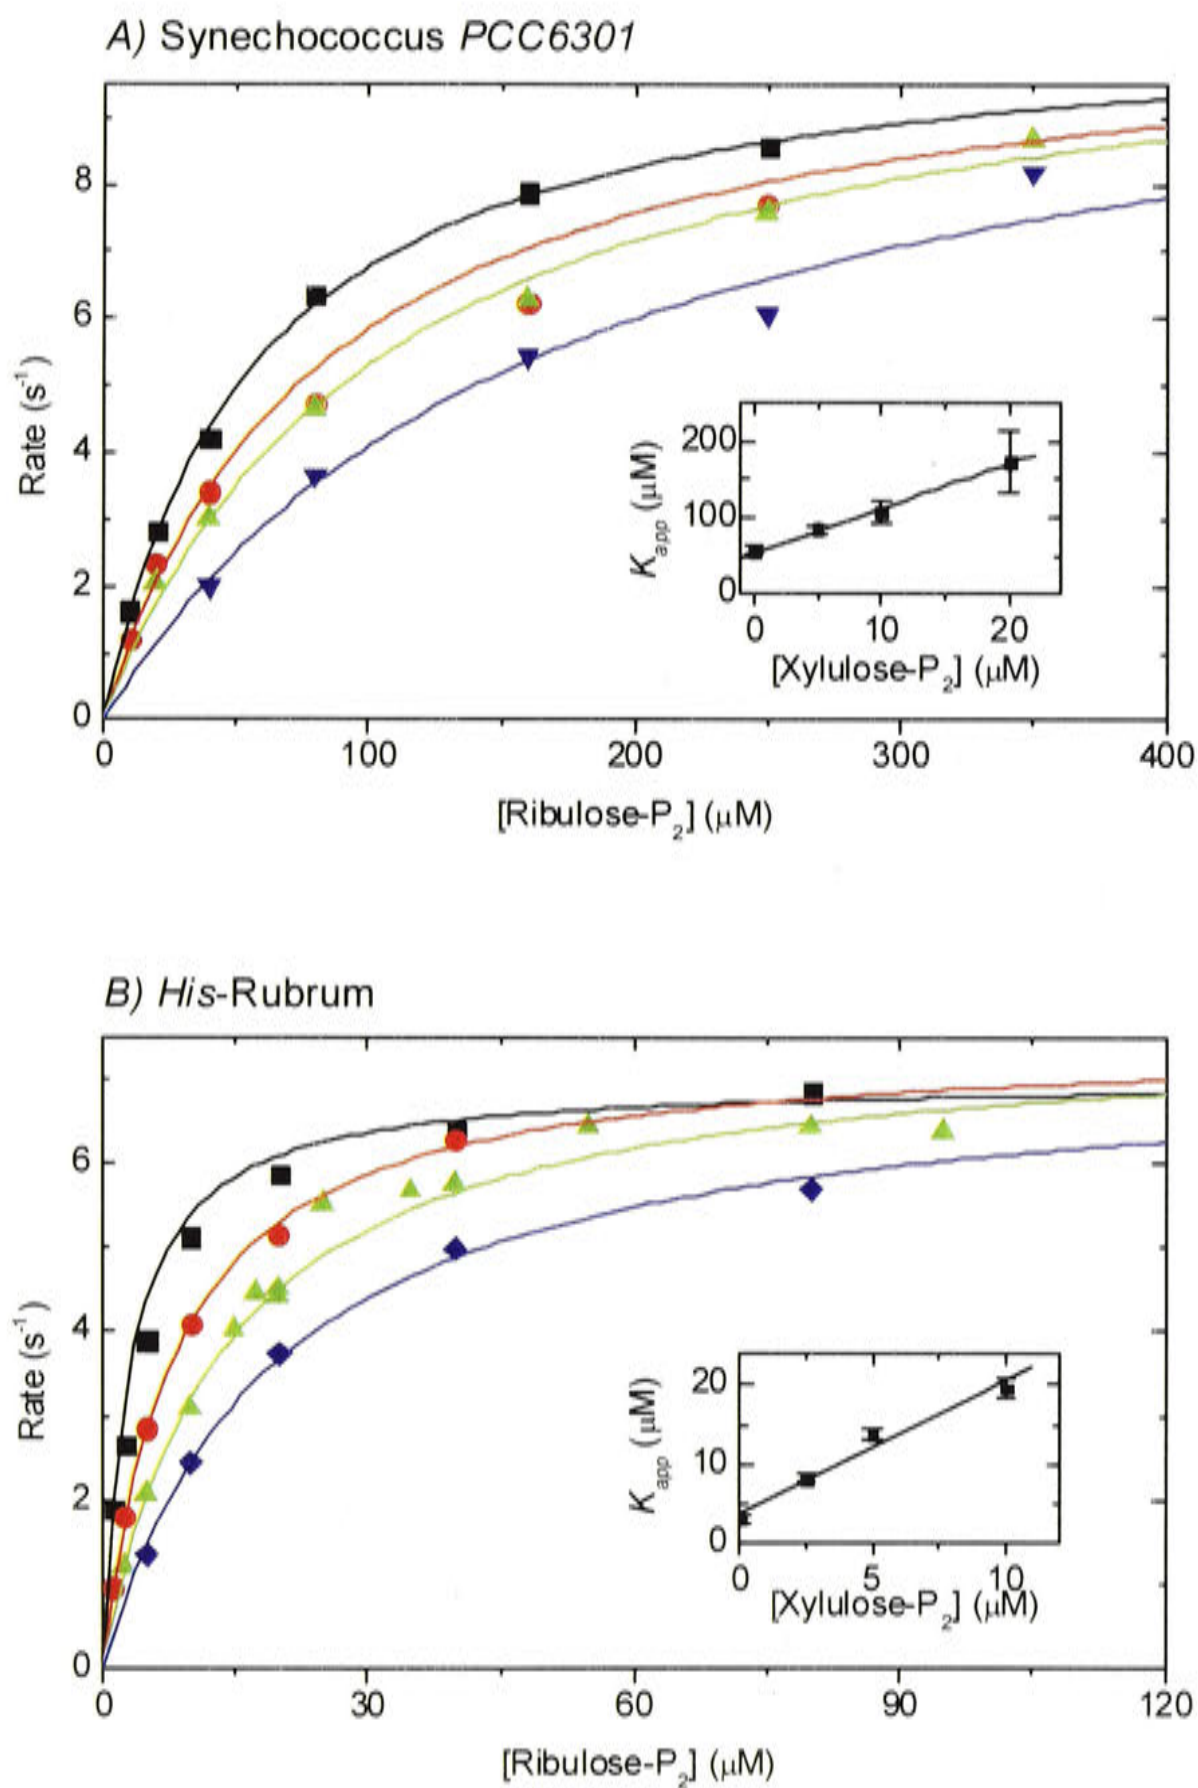 A) Synechococcus PCC6301
8
6
4
2
0
Rate (s⁻¹)
0 100 200 300 400
[Ribulose-P₂] (µM)
200
100
0
K_app (µM)
0 10 20
[Xylulose-P₂] (µM)
B) His-Rubrum
6
4
2
0
Rate (s⁻¹)
0 30 60 90 120
[Ribulose-P₂] (µM)
20
10
0
K_app (µM)
0 5 10
[Xylulose-P₂] (µM)